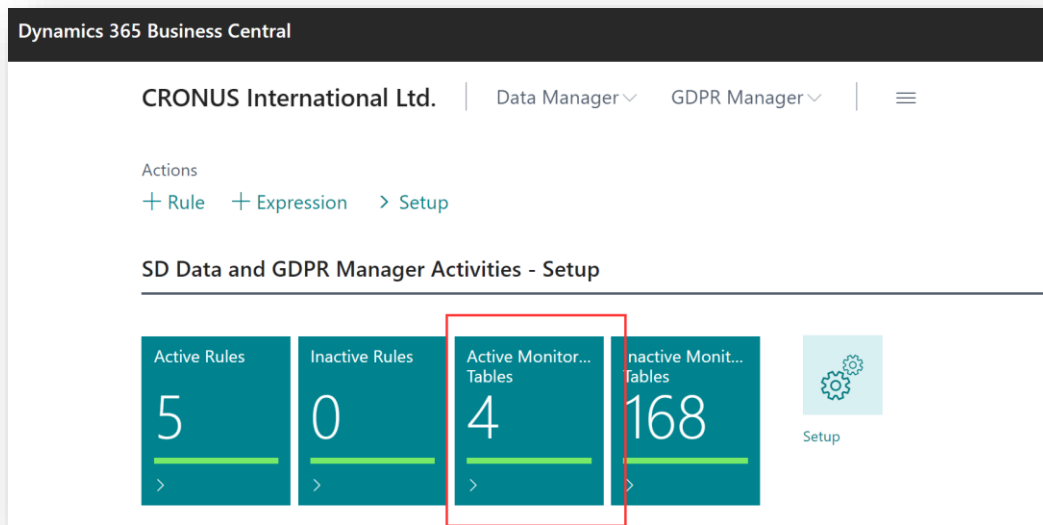 Dynamics 365 Business Central
CRONUS International Ltd. Data Manager GDPR Manager
Actions
+ Rule + Expression > Setup
SD Data and GDPR Manager Activities - Setup
Active Rules
5
Inactive Rules
0
Active Monitor...
Tables
4
Inactive Monit...
Tables
168
Setup